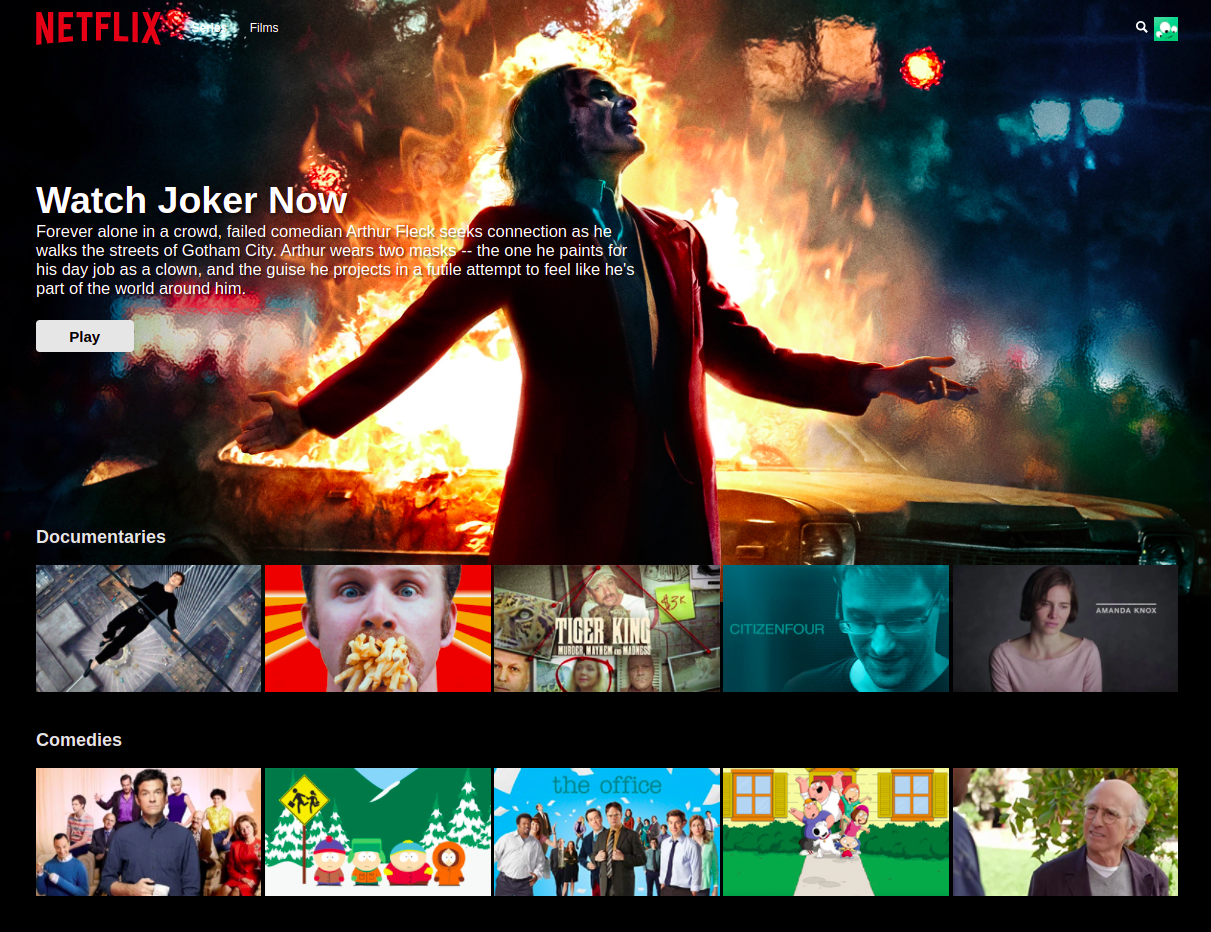 NETFLIX Series Films
Watch Joker Now
Forever alone in a crowd, failed comedian Arthur Fleck seeks connection as he
walks the streets of Gotham City. Arthur wears two masks -- the one he paints for
his day job as a clown, and the guise he projects in a futile attempt to feel like he's
part of the world around him.
Play
Documentaries
$3K
TIGER KING
MURDER, MAYHEM AND MADNESS
CITIZENFOUR
AMANDA KNOX
Comedies
the office